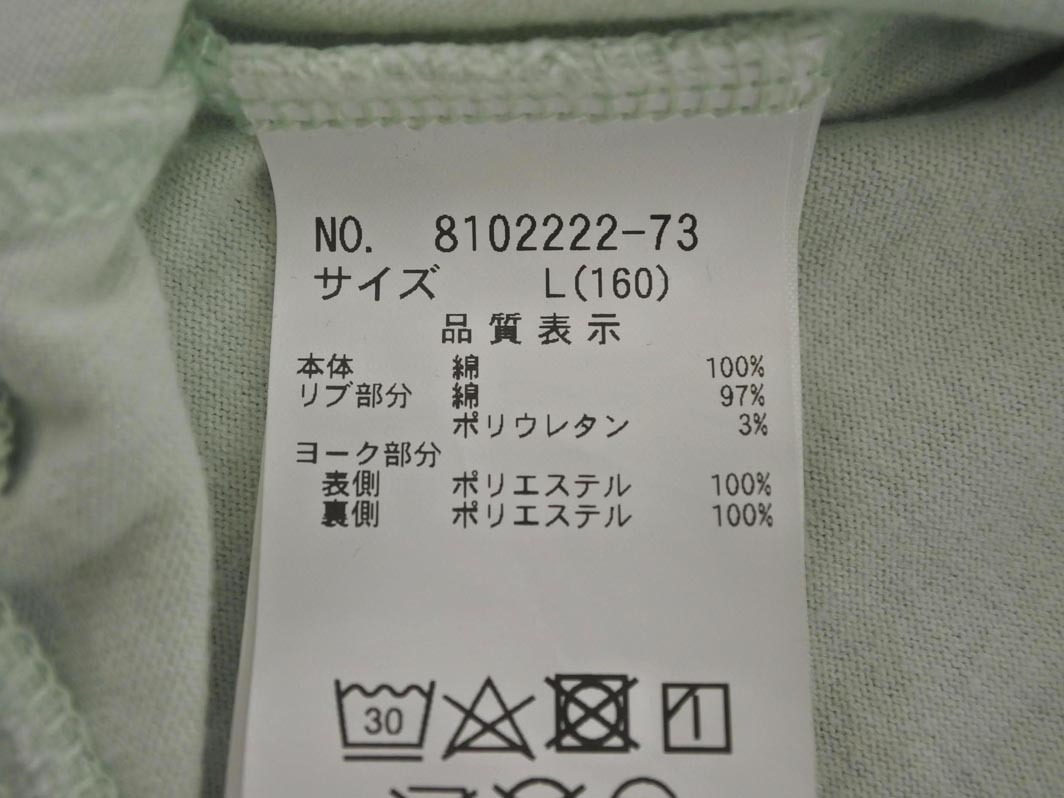 NO. 8102222-73
サイズ L(160)
品質表示
本体 綿 100%
リブ部分 綿 97%
ポリウレタン 3%
ヨーク部分
表側 ポリエステル 100%
裏側 ポリエステル 100%
30